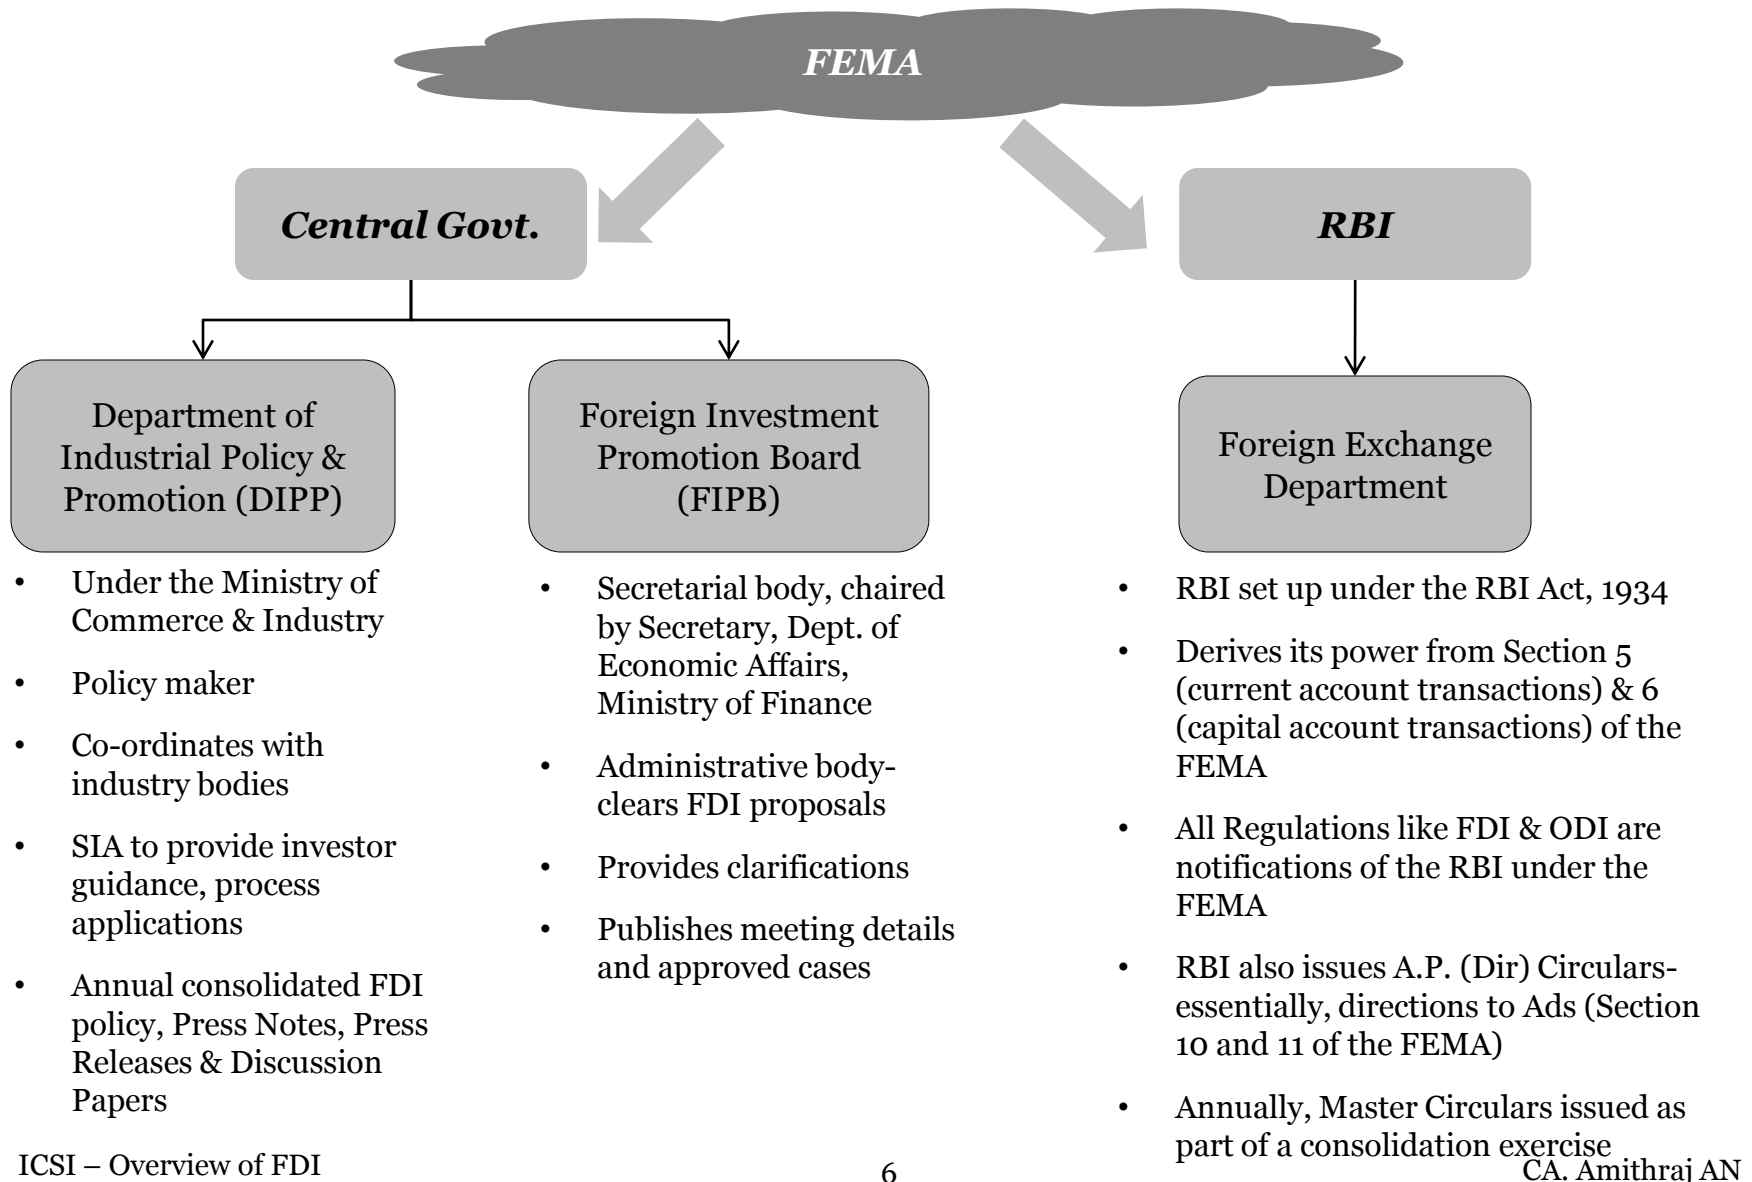 FEMA
Central Govt.
RBI
Department of
Industrial Policy &
Promotion (DIPP)
Foreign Investment
Promotion Board
(FIPB)
Foreign Exchange
Department
• Under the Ministry of
Commerce & Industry
• Policy maker
• Co-ordinates with
industry bodies
• SIA to provide investor
guidance, process
applications
• Annual consolidated FDI
policy, Press Notes, Press
Releases & Discussion
Papers
• Secretarial body, chaired
by Secretary, Dept. of
Economic Affairs,
Ministry of Finance
• Administrative body-
clears FDI proposals
• Provides clarifications
• Publishes meeting details
and approved cases
• RBI set up under the RBI Act, 1934
• Derives its power from Section 5
(current account transactions) & 6
(capital account transactions) of the
FEMA
• All Regulations like FDI & ODI are
notifications of the RBI under the
FEMA
• RBI also issues A.P. (Dir) Circulars-
essentially, directions to Ads (Section
10 and 11 of the FEMA)
• Annually, Master Circulars issued as
part of a consolidation exercise
ICSI – Overview of FDI
6
CA. Amithraj AN